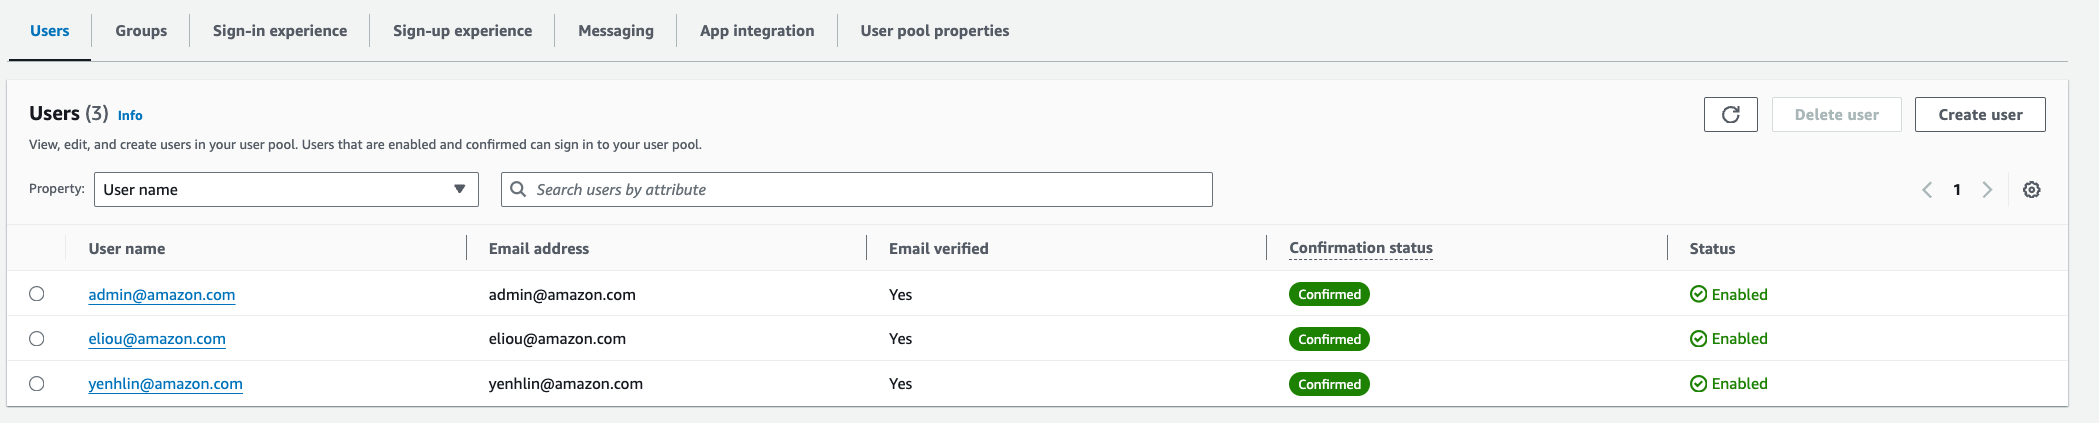 Users Groups Sign-in experience Sign-up experience Messaging App integration User pool properties
Users (3) Info Delete user Create user
View, edit, and create users in your user pool. Users that are enabled and confirmed can sign in to your user pool.
Property: User name Search users by attribute 1
User name Email address Email verified Confirmation status Status
admin@amazon.com admin@amazon.com Yes Confirmed Enabled
eliou@amazon.com eliou@amazon.com Yes Confirmed Enabled
yenhlin@amazon.com yenhlin@amazon.com Yes Confirmed Enabled